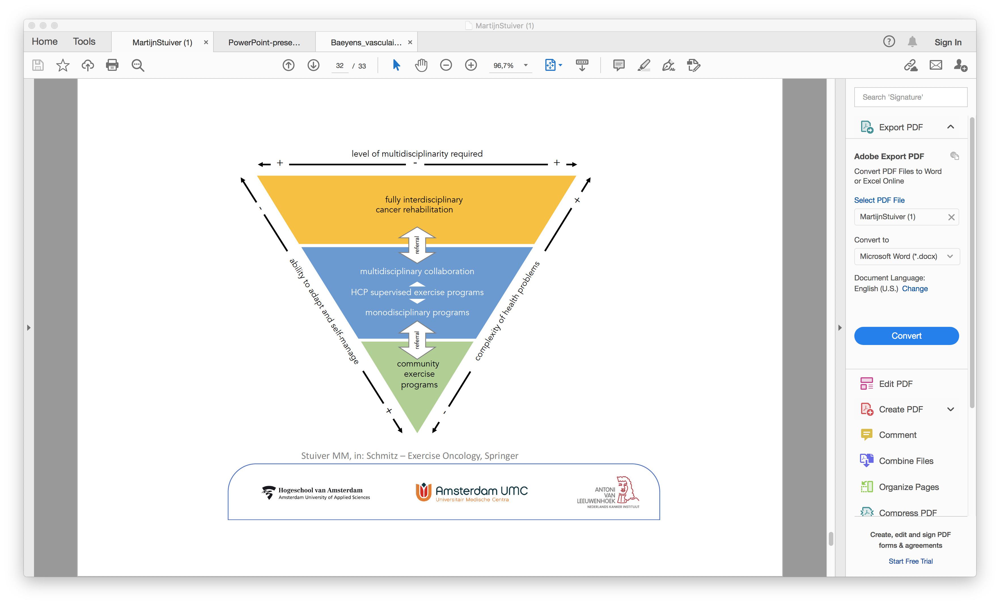 MartijnStuiver (1)
Home
Tools
MartijnStuiver (1)
PowerPoint-prese...
Baeyens_vasculai...
Sign In
32 / 33
96,7%
level of multidisciplinarity required
+ - +
fully interdisciplinary
cancer rehabilitation
referral
multidisciplinary collaboration
HCP supervised exercise programs
monodisciplinary programs
referral
community
exercise
programs
- ability to adapt and self-manage +
+ complexity of health problems -
Stuiver MM, in: Schmitz – Exercise Oncology, Springer
Hogeschool van Amsterdam
Amsterdam University of Applied Sciences
Amsterdam UMC
Universitair Medische Centra
ANTONI
VAN
LEEUWENHOEK
NEDERLANDS KANKER INSTITUUT
Search 'Signature'
Export PDF
Adobe Export PDF
Convert PDF Files to Word
or Excel Online
Select PDF File
MartijnStuiver (1)
Convert to
Microsoft Word (*.docx)
Document Language:
English (U.S.) Change
Convert
Edit PDF
Create PDF
Comment
Combine Files
Organize Pages
Compress PDF
Create, edit and sign PDF
forms & agreements
Start Free Trial